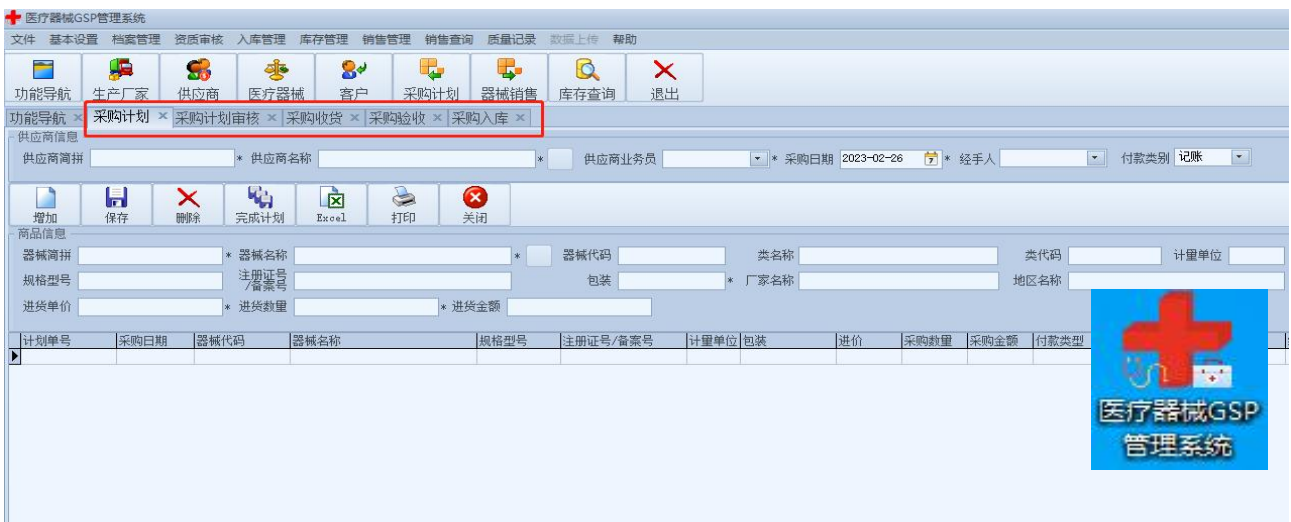 医疗器械GSP管理系统
文件 基本设置 档案管理 资质审核 入库管理 库存管理 销售管理 销售查询 质量记录 数据上传 帮助
功能导航 生产厂家 供应商 医疗器械 客户 采购计划 器械销售 库存查询 退出
功能导航 × 采购计划 × 采购计划审核 × 采购收货 × 采购验收 × 采购入库 ×
供应商信息
供应商简拼 * 供应商名称 * 供应商业务员 * 采购日期 2023-02-26 * 经手人 付款类别 记账
增加 保存 删除 完成计划 Excel 打印 关闭
商品信息
器械简拼 * 器械名称 * 器械代码 类名称 类代码 计量单位
规格型号 注册证号/备案号 包装 * 厂家名称 地区名称
进货单价 * 进货数量 * 进货金额
计划单号 采购日期 器械代码 器械名称 规格型号 注册证号/备案号 计量单位 包装 进价 采购数量 采购金额 付款类型
医疗器械GSP
管理系统